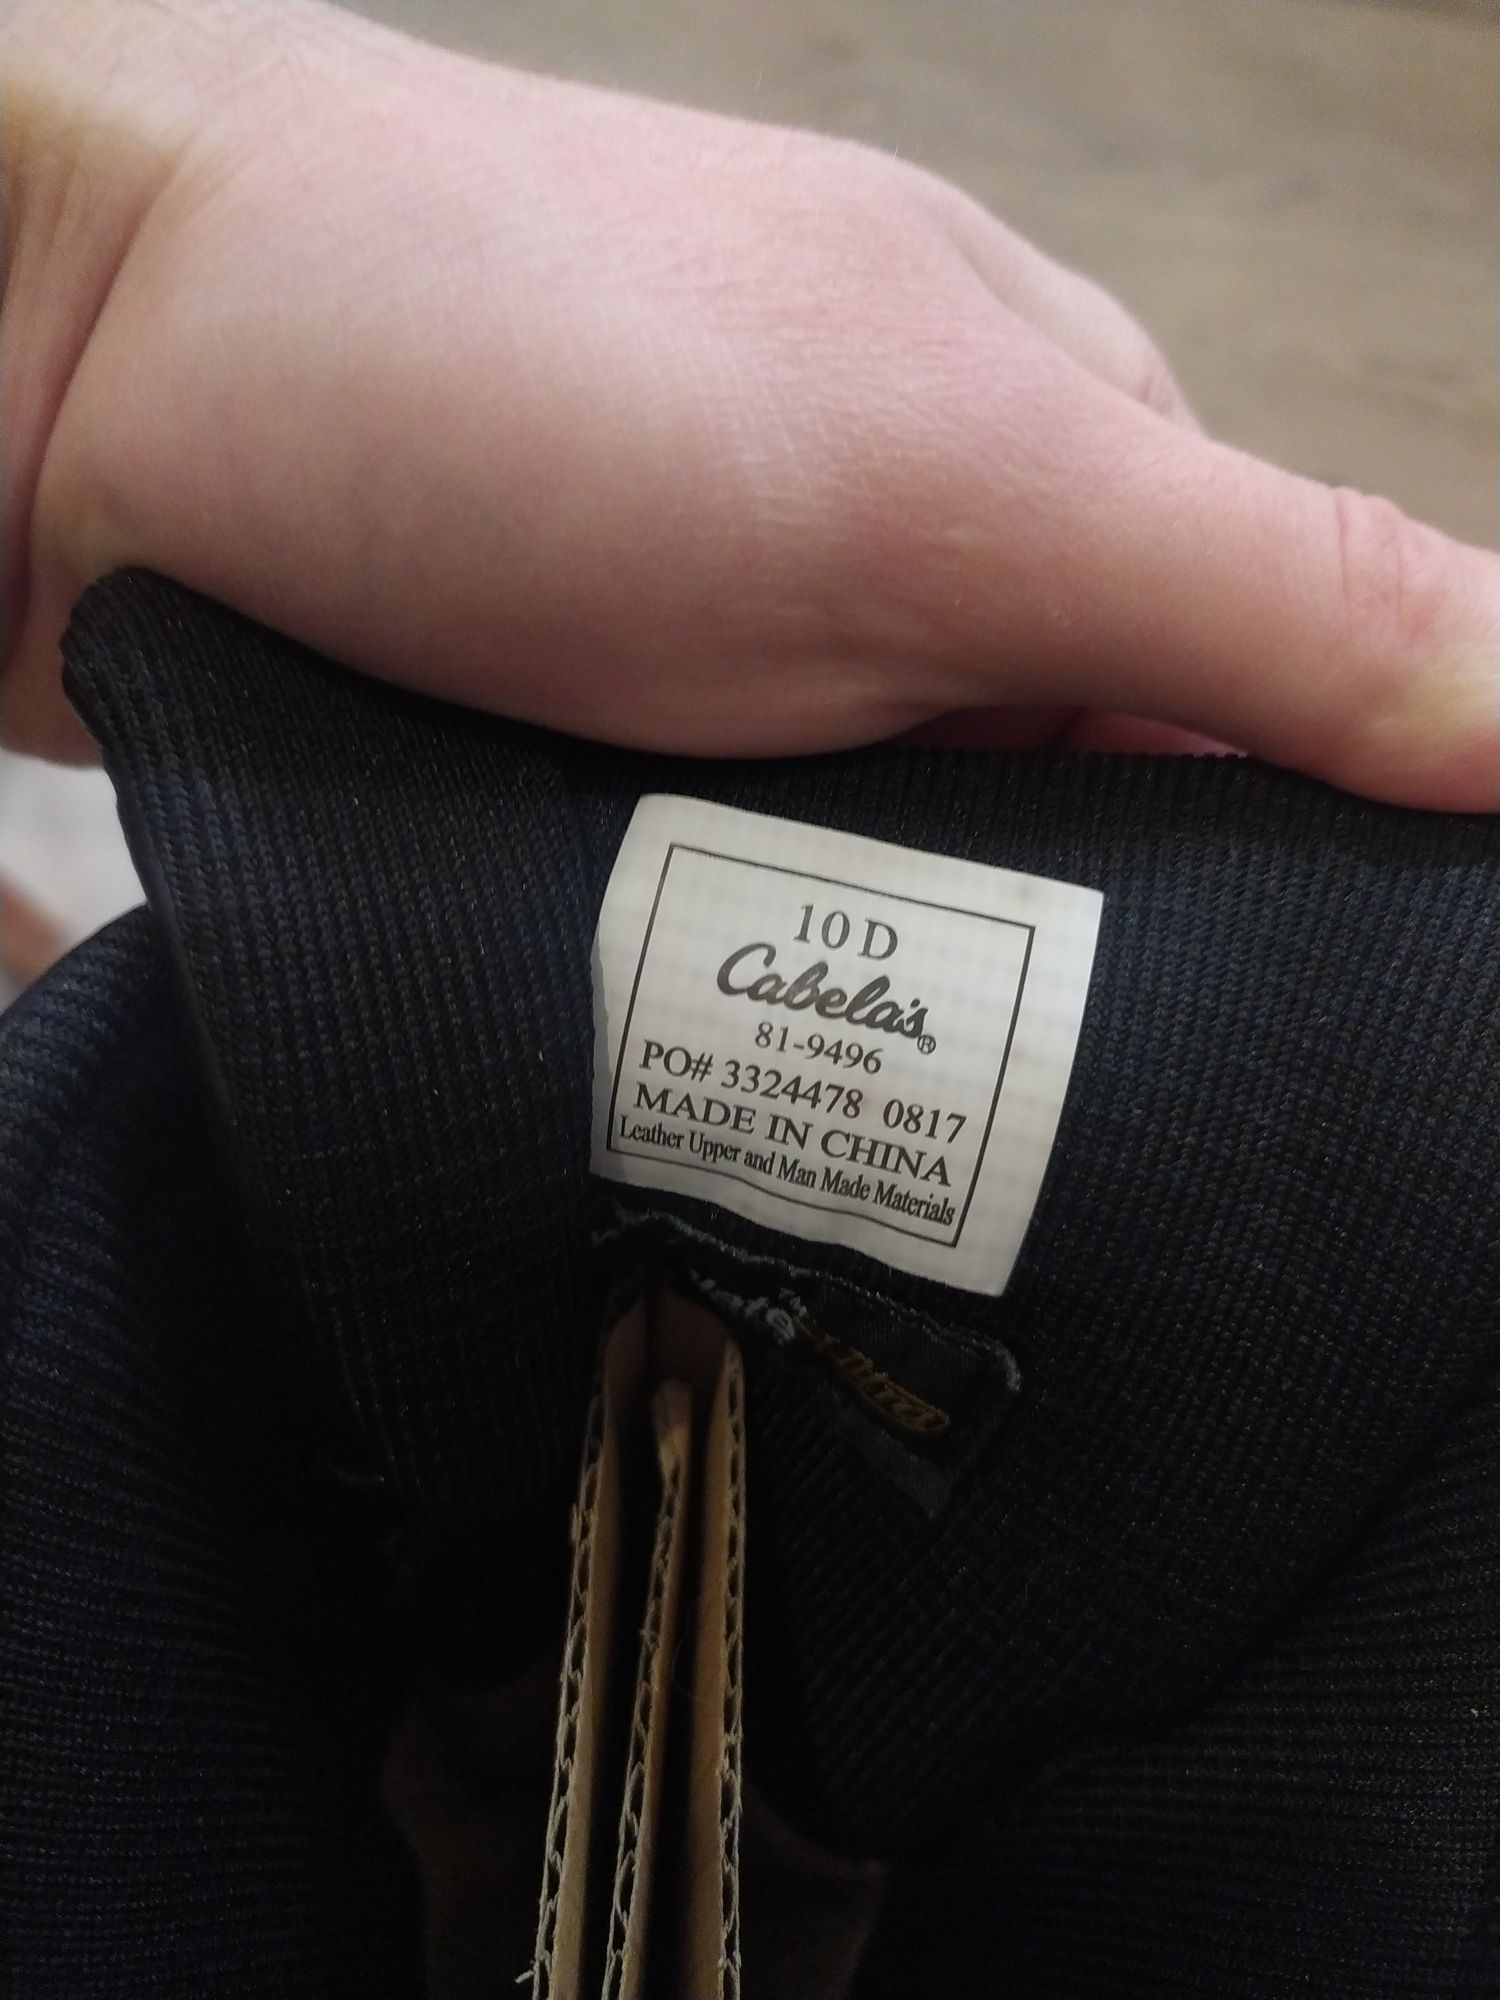 10 D
Cabela's®
81-9496
PO# 3324478 0817
MADE IN CHINA
Leather Upper and Man Made Materials